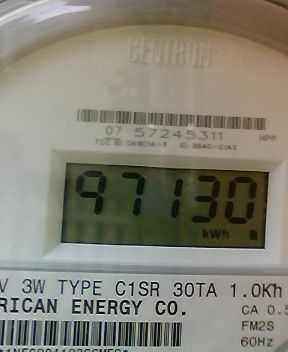 CENTRON
07 57245311
HPP
97130
kWh
V 3W TYPE C1SR 30TA 1.0Kh
RICAN ENERGY CO.
CA 0.5
FM2S
60Hz